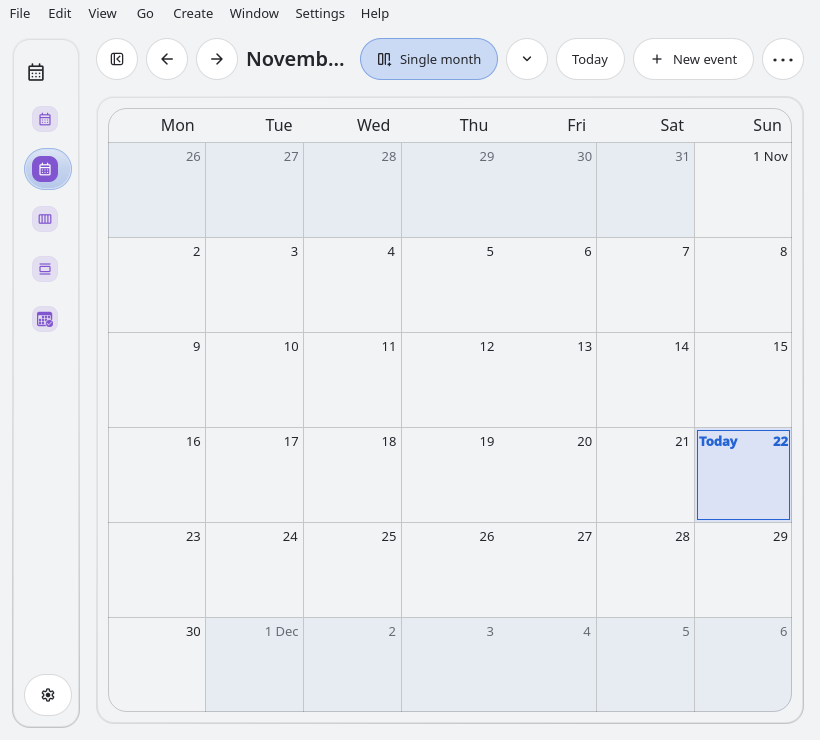 File Edit View Go Create Window Settings Help
Novemb... Single month Today New event
Mon Tue Wed Thu Fri Sat Sun
26 27 28 29 30 31 1 Nov
2 3 4 5 6 7 8
9 10 11 12 13 14 15
16 17 18 19 20 21 Today 22
23 24 25 26 27 28 29
30 1 Dec 2 3 4 5 6